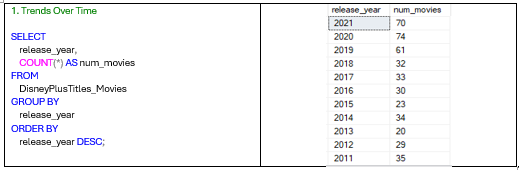 1. Trends Over Time
SELECT
release_year,
COUNT(*) AS num_movies
FROM
DisneyPlusTitles_Movies
GROUP BY
release_year
ORDER BY
release_year DESC;
release_year num_movies
2021 70
2020 74
2019 61
2018 32
2017 33
2016 30
2015 23
2014 34
2013 20
2012 29
2011 35